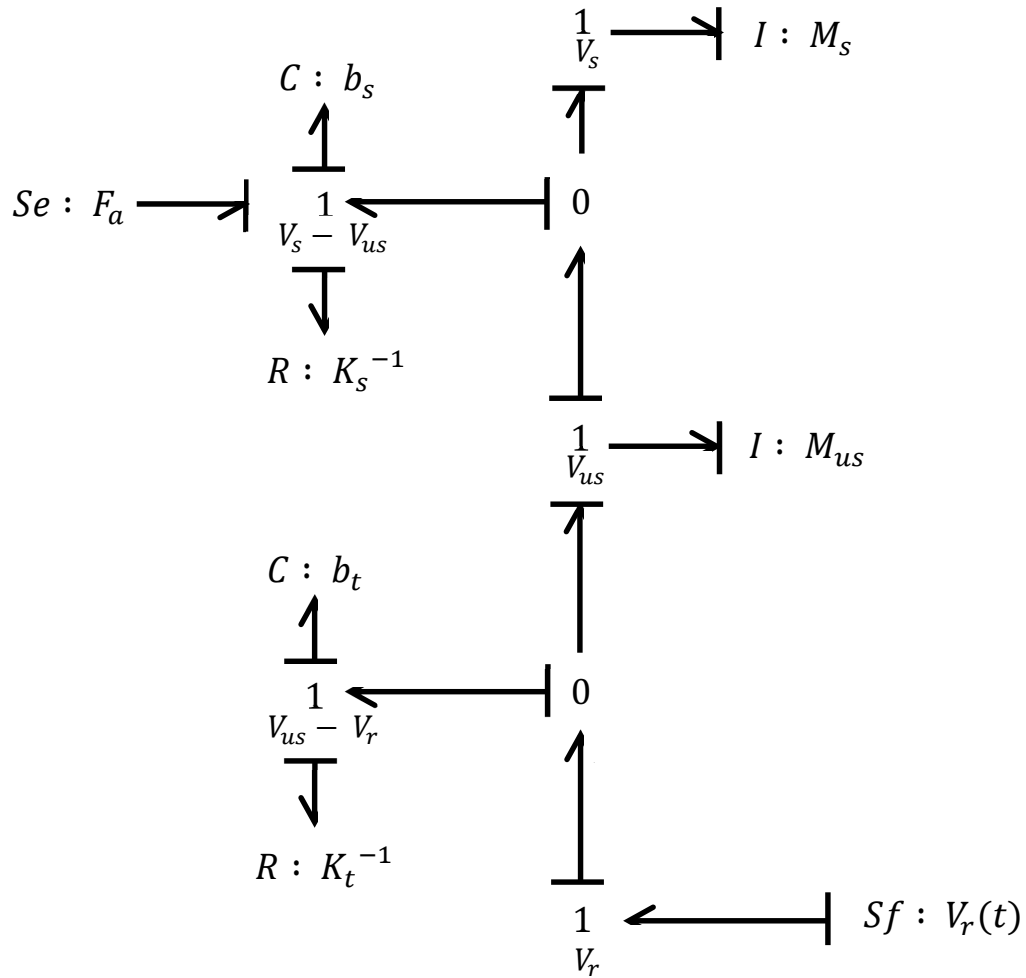 1
V_s
I : M_s
C : b_s
Se : F_a
1
V_s − V_us
0
R : K_s^−1
1
V_us
I : M_us
C : b_t
1
V_us − V_r
0
R : K_t^−1
1
V_r
Sf : V_r(t)